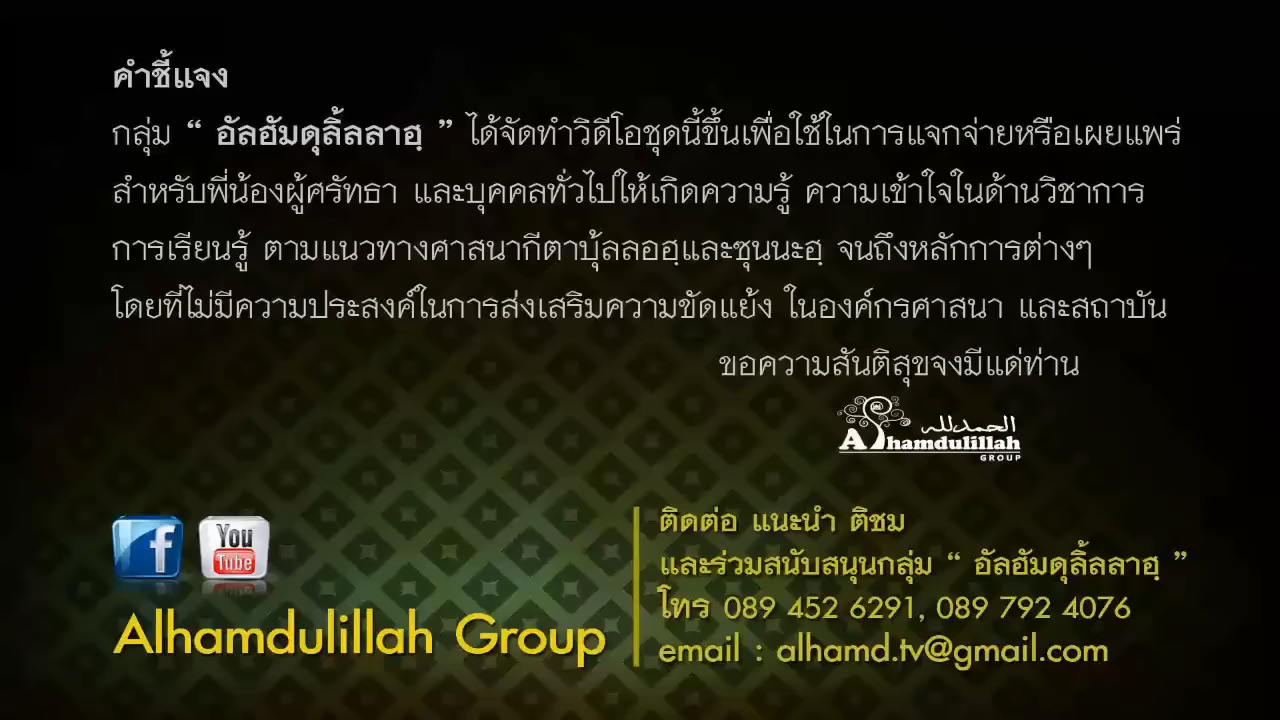 คำชี้แจง
กลุ่ม “ อัลฮัมดุลิ้ลลาฮฺ ” ได้จัดทำวิดีโอชุดนี้ขึ้นเพื่อใช้ในการแจกจ่ายหรือเผยแพร่
สำหรับพี่น้องผู้ศรัทธา และบุคคลทั่วไปให้เกิดความรู้ ความเข้าใจในด้านวิชาการ
การเรียนรู้ ตามแนวทางศาสนากีตาบุ้ลลอฮฺและซุนนะฮฺ จนถึงหลักการต่างๆ
โดยที่ไม่มีความประสงค์ในการส่งเสริมความขัดแย้ง ในองค์กรศาสนา และสถาบัน
ขอความสันติสุขจงมีแด่ท่าน
الحمدلله
Alhamdulillah
GROUP
f
You
Tube
Alhamdulillah Group
ติดต่อ แนะนำ ติชม
และร่วมสนับสนุนกลุ่ม “ อัลฮัมดุลิ้ลลาฮฺ ”
โทร 089 452 6291, 089 792 4076
email : alhamd.tv@gmail.com